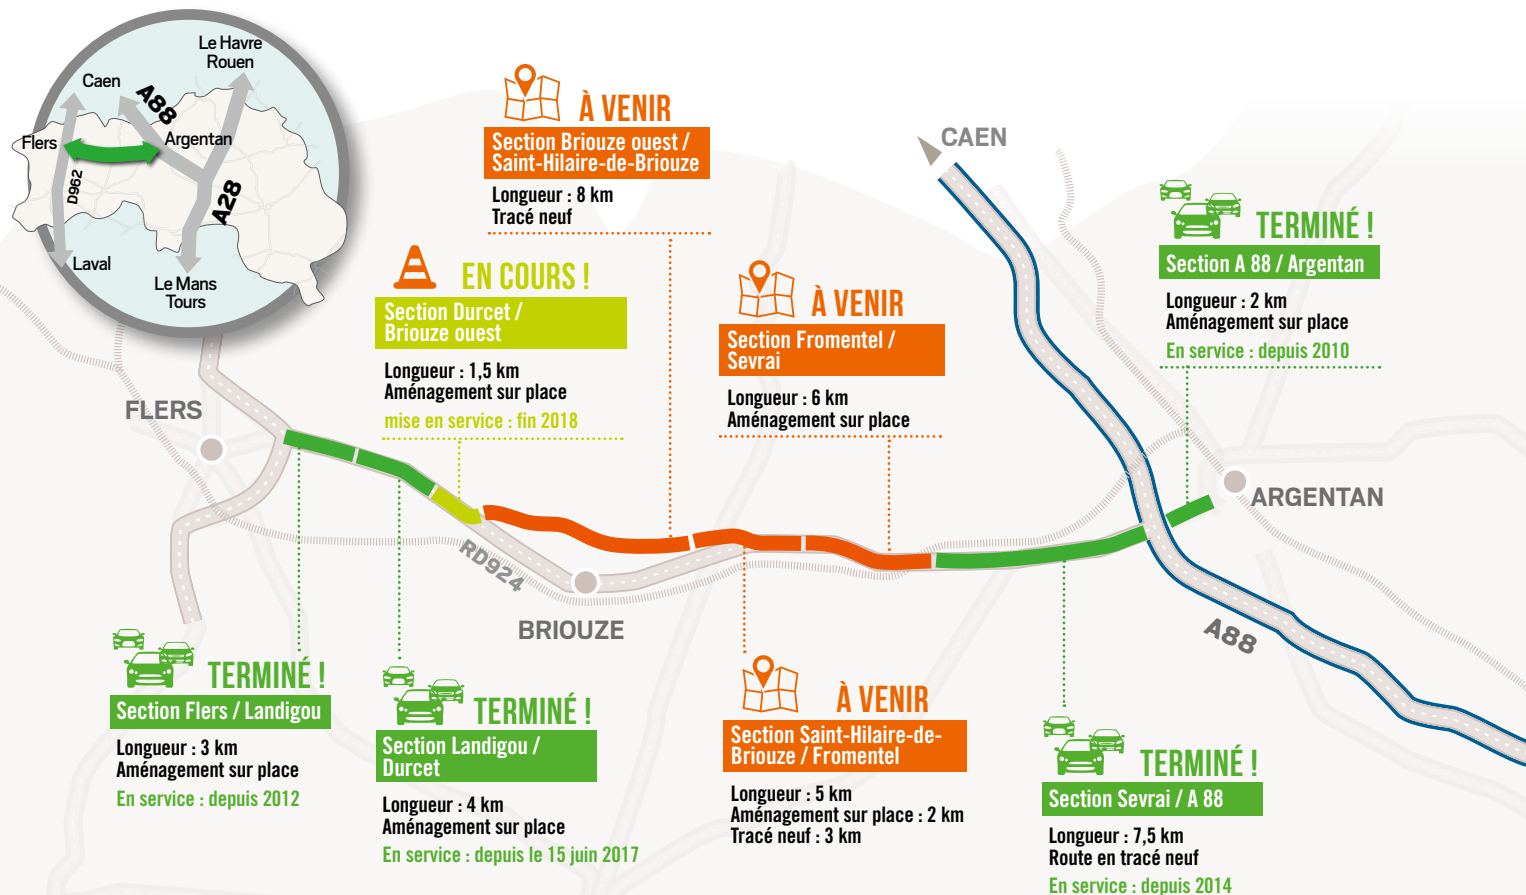 Le Havre
Rouen
Caen
A88
Flers
Argentan
D962
A28
Laval
Le Mans
Tours
À VENIR
Section Briouze ouest /
Saint-Hilaire-de-Briouze
Longueur : 8 km
Tracé neuf
CAEN
TERMINÉ !
Section A 88 / Argentan
Longueur : 2 km
Aménagement sur place
En service : depuis 2010
EN COURS !
Section Durcet /
Briouze ouest
Longueur : 1,5 km
Aménagement sur place
mise en service : fin 2018
À VENIR
Section Fromentel /
Sevrai
Longueur : 6 km
Aménagement sur place
FLERS
ARGENTAN
RD924
BRIOUZE
A88
TERMINÉ !
Section Flers / Landigou
Longueur : 3 km
Aménagement sur place
En service : depuis 2012
TERMINÉ !
Section Landigou /
Durcet
Longueur : 4 km
Aménagement sur place
En service : depuis le 15 juin 2017
À VENIR
Section Saint-Hilaire-de-
Briouze / Fromentel
Longueur : 5 km
Aménagement sur place : 2 km
Tracé neuf : 3 km
TERMINÉ !
Section Sevrai / A 88
Longueur : 7,5 km
Route en tracé neuf
En service : depuis 2014